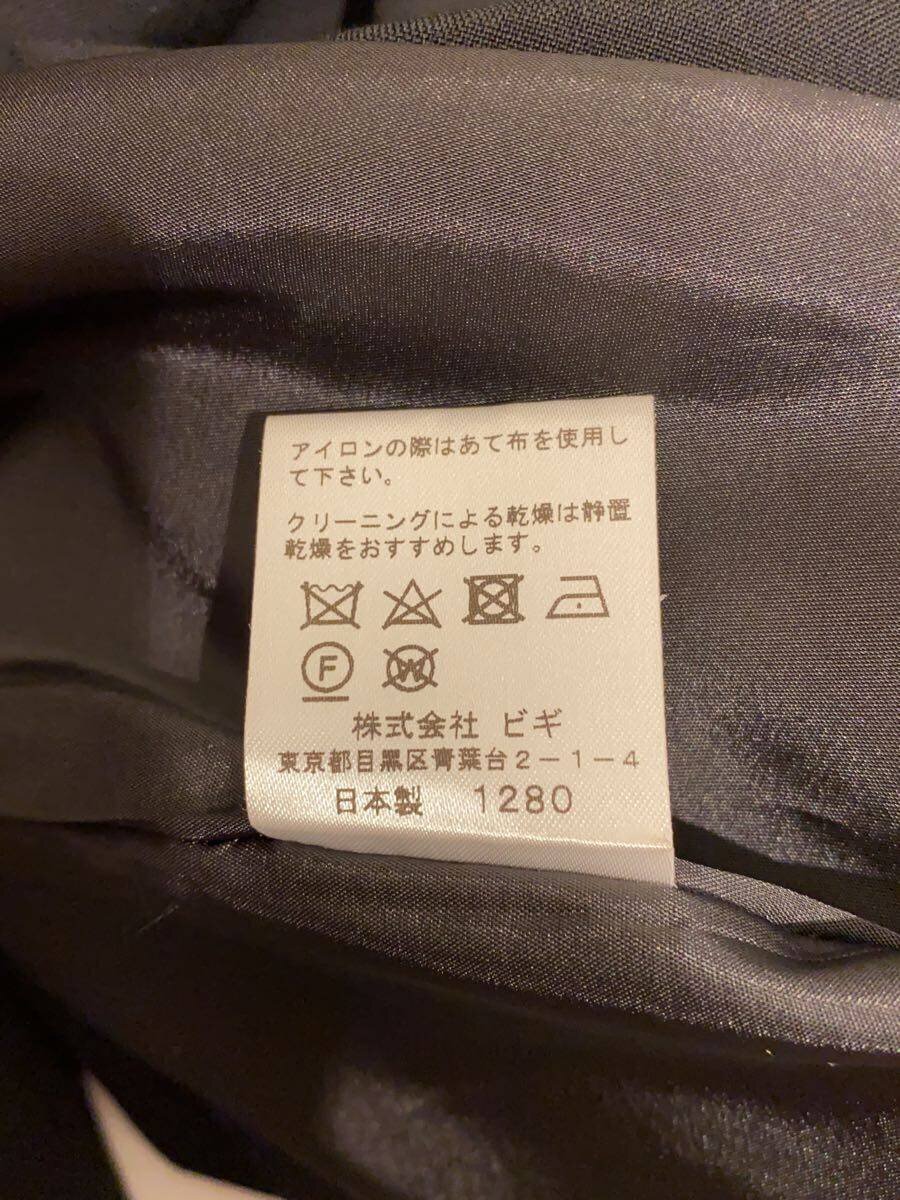 アイロンの際はあて布を使用し
て下さい。
クリーニングによる乾燥は静置
乾燥をおすすめします。
F W
株式会社 ビギ
東京都目黒区青葉台2-1-4
日本製 1280